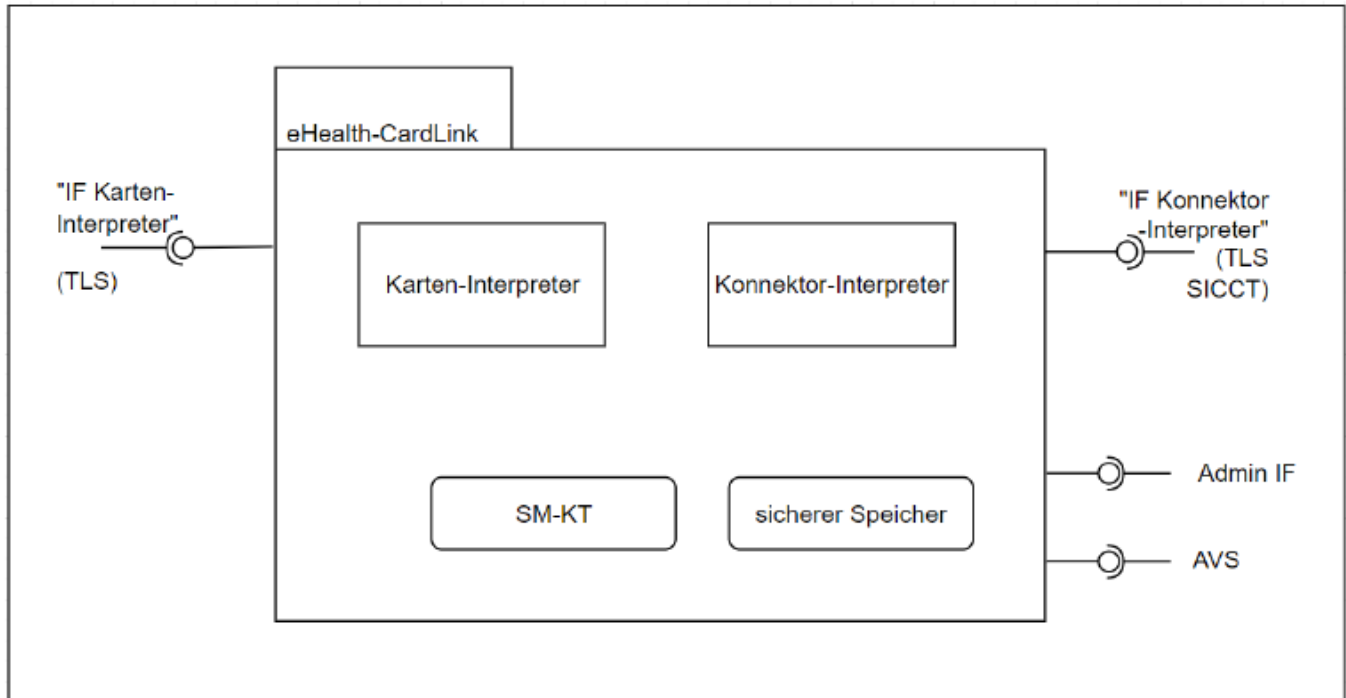 eHealth-CardLink
"IF Karten-
Interpreter"
(TLS)
"IF Konnektor
-Interpreter"
(TLS
SICCT)
Karten-Interpreter
Konnektor-Interpreter
SM-KT
sicherer Speicher
Admin IF
AVS